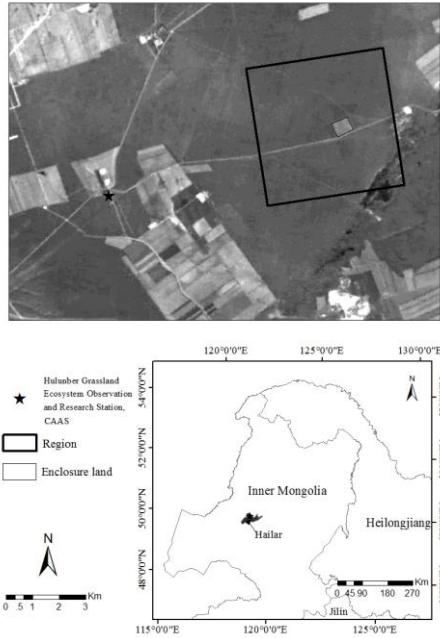 120°0'0"E 125°0'0"E 130°0'0"E
Hulunber Grassland
Ecosystem Observation
and Research Station,
CAAS
Region
Enclosure land
N
Km
0 .5 1 2 3
N
54°0'0"N
52°0'0"N
50°0'0"N
48°0'0"N
Inner Mongolia
Hailar
Heilongjiang
Jilin
Km
0 45 90 180 270
115°0'0"E 120°0'0"E 125°0'0"E